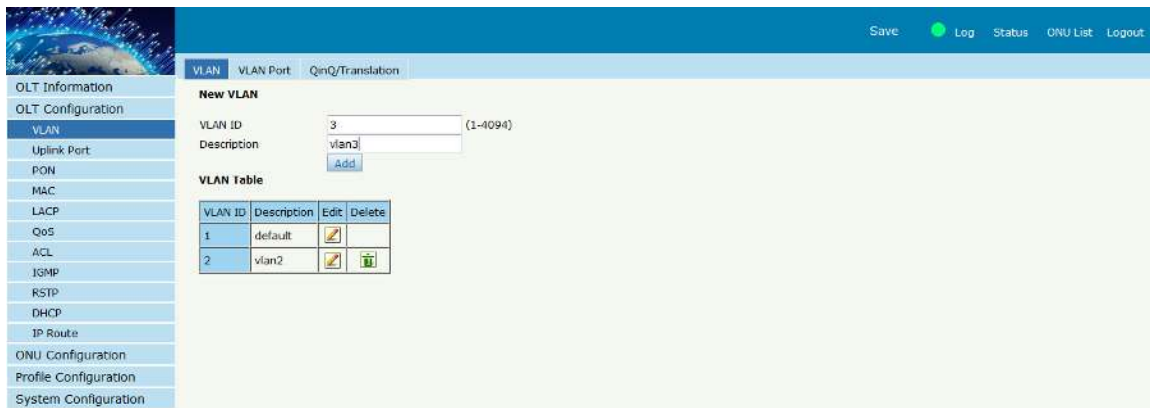 Save Log Status ONU List Logout
VLAN VLAN Port QinQ/Translation
OLT Information
OLT Configuration
VLAN
Uplink Port
PON
MAC
LACP
QoS
ACL
IGMP
RSTP
DHCP
IP Route
ONU Configuration
Profile Configuration
System Configuration
New VLAN
VLAN ID 3 (1-4094)
Description vlan3
Add
VLAN Table
VLAN ID Description Edit Delete
1 default
2 vlan2